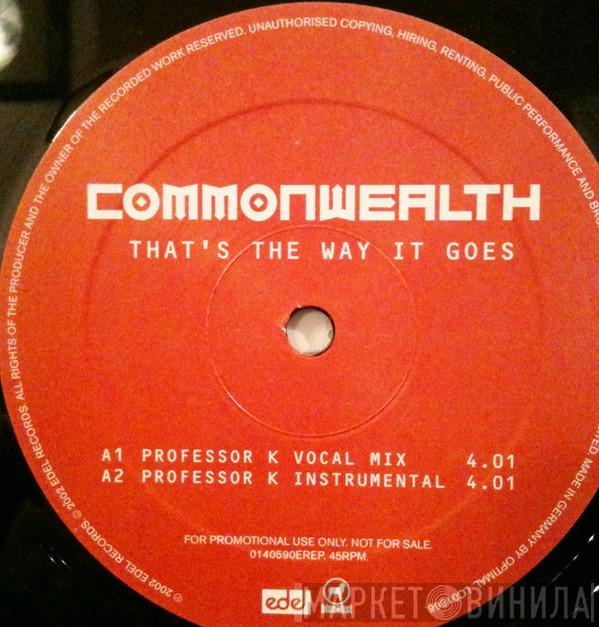 ALL RIGHTS OF THE PRODUCER AND THE OWNER OF THE RECORDED WORK RESERVED. UNAUTHORISED COPYING, HIRING, RENTING, PUBLIC PERFORMANCE AND
COMMONWEALTH
THAT'S THE WAY IT GOES
A1 PROFESSOR K VOCAL MIX 4.01
A2 PROFESSOR K INSTRUMENTAL 4.01
FOR PROMOTIONAL USE ONLY. NOT FOR SALE.
0140590EREP. 45RPM.
MADE IN GERMANY BY OPTIMAL.
℗ 2002 EDEL RECORDS. © 2002 EDEL RECORDS.
edel
МАРКЕТ ВИНИЛА